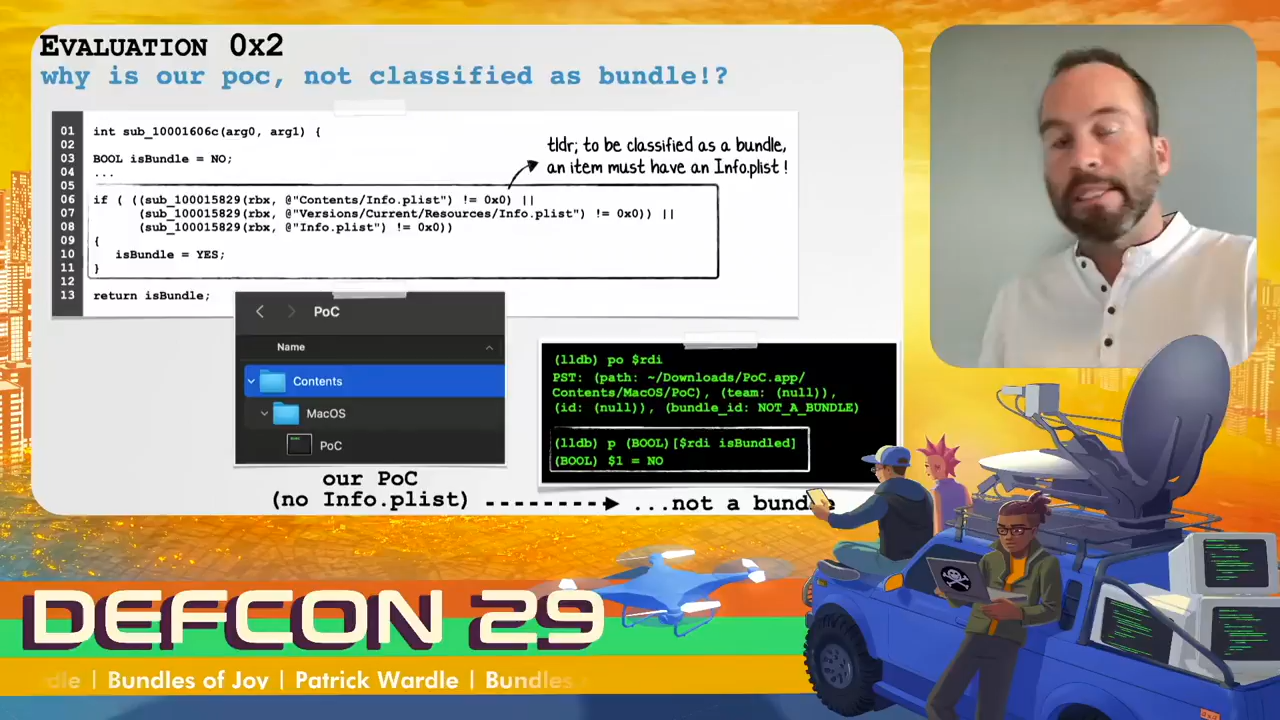 EVALUATION 0x2
why is our poc, not classified as bundle!?
01 int sub_10001606c(arg0, arg1) {
02
03 BOOL isBundle = NO;
04 ...
05
06 if ( ((sub_100015829(rbx, @"Contents/Info.plist") != 0x0) ||
07 (sub_100015829(rbx, @"Versions/Current/Resources/Info.plist") != 0x0)) ||
08 (sub_100015829(rbx, @"Info.plist") != 0x0))
09 {
10 isBundle = YES;
11 }
12
13 return isBundle;
tldr; to be classified as a bundle,
an item must have an Info.plist !
PoC
Name
Contents
MacOS
PoC
our PoC
(no Info.plist)
(lldb) po $rdi
PST: (path: ~/Downloads/PoC.app/
Contents/MacOS/PoC), (team: (null)),
(id: (null)), (bundle_id: NOT_A_BUNDLE)
(lldb) p (BOOL)[$rdi isBundled]
(BOOL) $1 = NO
...not a bundle
DEFCON 29
| Bundles of Joy | Patrick Wardle | Bundles